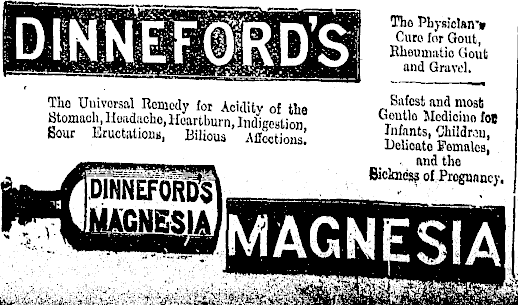 DINNEFORD'S
The Physician's
Cure for Gout,
Rheumatic Gout
and Gravel.
The Universal Remedy for Acidity of the
Stomach, Headache, Heartburn, Indigestion,
Sour Eructations, Bilious Affections.
Safest and most
Gentle Medicine for
Infants, Children,
Delicate Females,
and the
Sickness of Pregnancy.
DINNEFORD'S
MAGNESIA
MAGNESIA